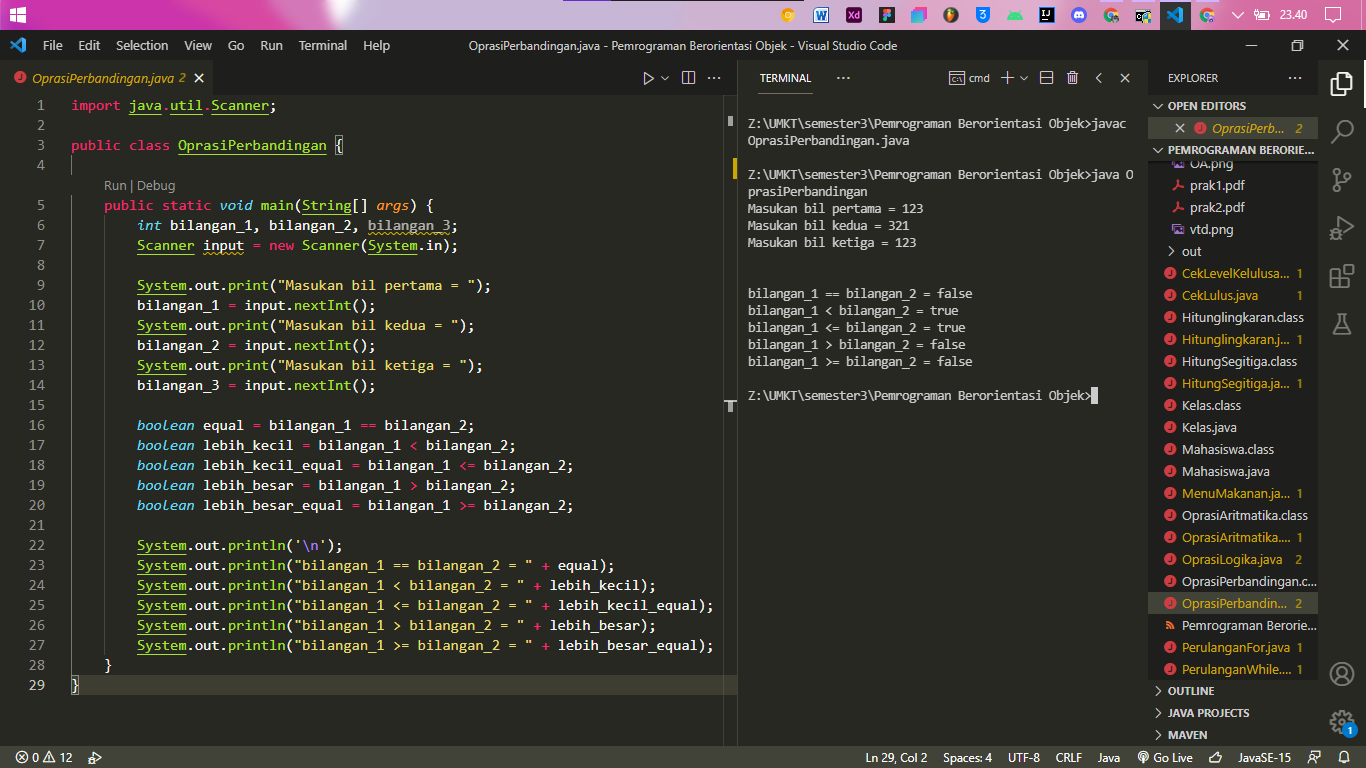 23.40
File Edit Selection View Go Run Terminal Help
OprasiPerbandingan.java - Pemrograman Berorientasi Objek - Visual Studio Code
OprasiPerbandingan.java 2
1 import java.util.Scanner;
2
3 public class OprasiPerbandingan {
4
Run | Debug
5 public static void main(String[] args) {
6 int bilangan_1, bilangan_2, bilangan_3;
7 Scanner input = new Scanner(System.in);
8
9 System.out.print("Masukan bil pertama = ");
10 bilangan_1 = input.nextInt();
11 System.out.print("Masukan bil kedua = ");
12 bilangan_2 = input.nextInt();
13 System.out.print("Masukan bil ketiga = ");
14 bilangan_3 = input.nextInt();
15
16 boolean equal = bilangan_1 == bilangan_2;
17 boolean lebih_kecil = bilangan_1 < bilangan_2;
18 boolean lebih_kecil_equal = bilangan_1 <= bilangan_2;
19 boolean lebih_besar = bilangan_1 > bilangan_2;
20 boolean lebih_besar_equal = bilangan_1 >= bilangan_2;
21
22 System.out.println('\n');
23 System.out.println("bilangan_1 == bilangan_2 = " + equal);
24 System.out.println("bilangan_1 < bilangan_2 = " + lebih_kecil);
25 System.out.println("bilangan_1 <= bilangan_2 = " + lebih_kecil_equal);
26 System.out.println("bilangan_1 > bilangan_2 = " + lebih_besar);
27 System.out.println("bilangan_1 >= bilangan_2 = " + lebih_besar_equal);
28 }
29 }
TERMINAL ... cmd
Z:\UMKT\semester3\Pemrograman Berorientasi Objek>javac
OprasiPerbandingan.java
Z:\UMKT\semester3\Pemrograman Berorientasi Objek>java O
prasiPerbandingan
Masukan bil pertama = 123
Masukan bil kedua = 321
Masukan bil ketiga = 123
bilangan_1 == bilangan_2 = false
bilangan_1 < bilangan_2 = true
bilangan_1 <= bilangan_2 = true
bilangan_1 > bilangan_2 = false
bilangan_1 >= bilangan_2 = false
Z:\UMKT\semester3\Pemrograman Berorientasi Objek>
EXPLORER ...
OPEN EDITORS
OprasiPerb... 2
PEMROGRAMAN BERORIE...
OA.png
prak1.pdf
prak2.pdf
vtd.png
out
CekLevelKelulusa... 1
CekLulus.java 1
Hitunglingkaran.class
Hitunglingkaran.j... 1
HitungSegitiga.class
HitungSegitiga.ja... 1
Kelas.class
Kelas.java
Mahasiswa.class
Mahasiswa.java
MenuMakanan.ja... 1
OprasiAritmatika.class
OprasiAritmatika.... 1
OprasiLogika.java 2
OprasiPerbandingan.c...
OprasiPerbandin... 2
Pemrograman Berorie...
PerulanganFor.java 1
PerulanganWhile.... 1
OUTLINE
JAVA PROJECTS
MAVEN
1
0 12
Ln 29, Col 2 Spaces: 4 UTF-8 CRLF Java Go Live JavaSE-15